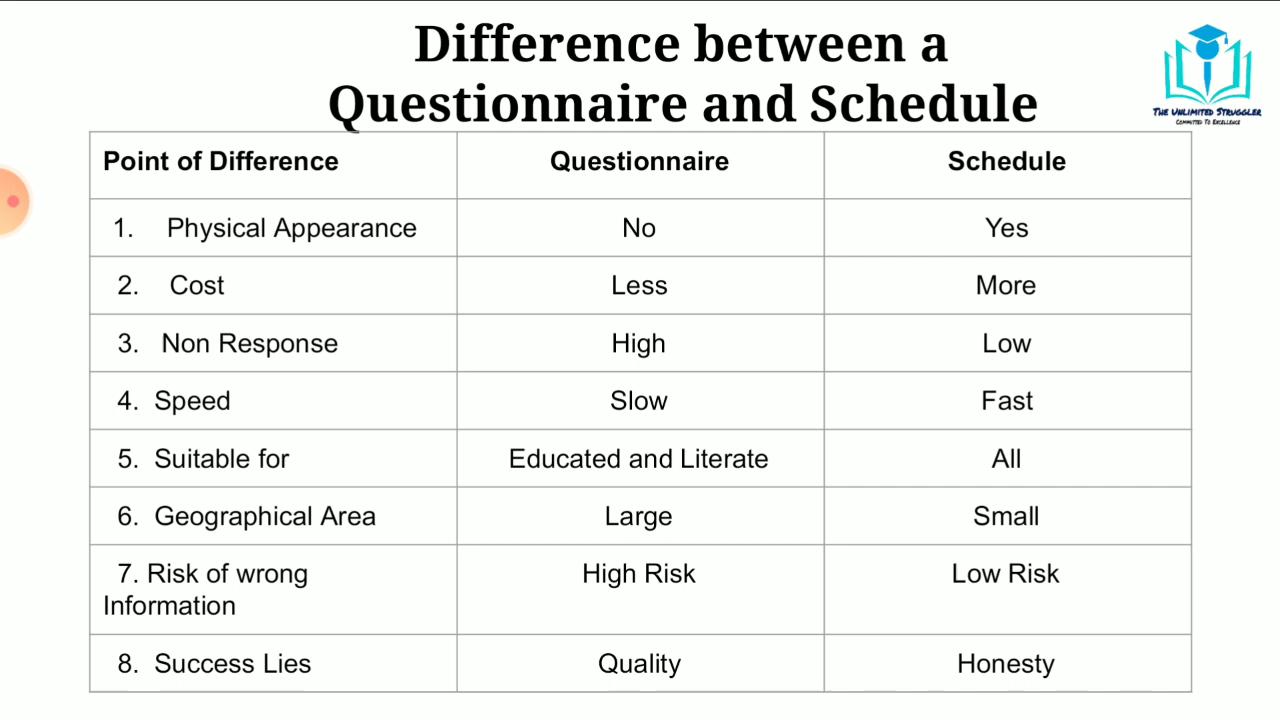 Difference between a
Questionnaire and Schedule
THE UNLIMITED STRUGGLER
COMMITTED TO EXCELLENCE
Point of Difference Questionnaire Schedule
1. Physical Appearance No Yes
2. Cost Less More
3. Non Response High Low
4. Speed Slow Fast
5. Suitable for Educated and Literate All
6. Geographical Area Large Small
7. Risk of wrong High Risk Low Risk
Information
8. Success Lies Quality Honesty